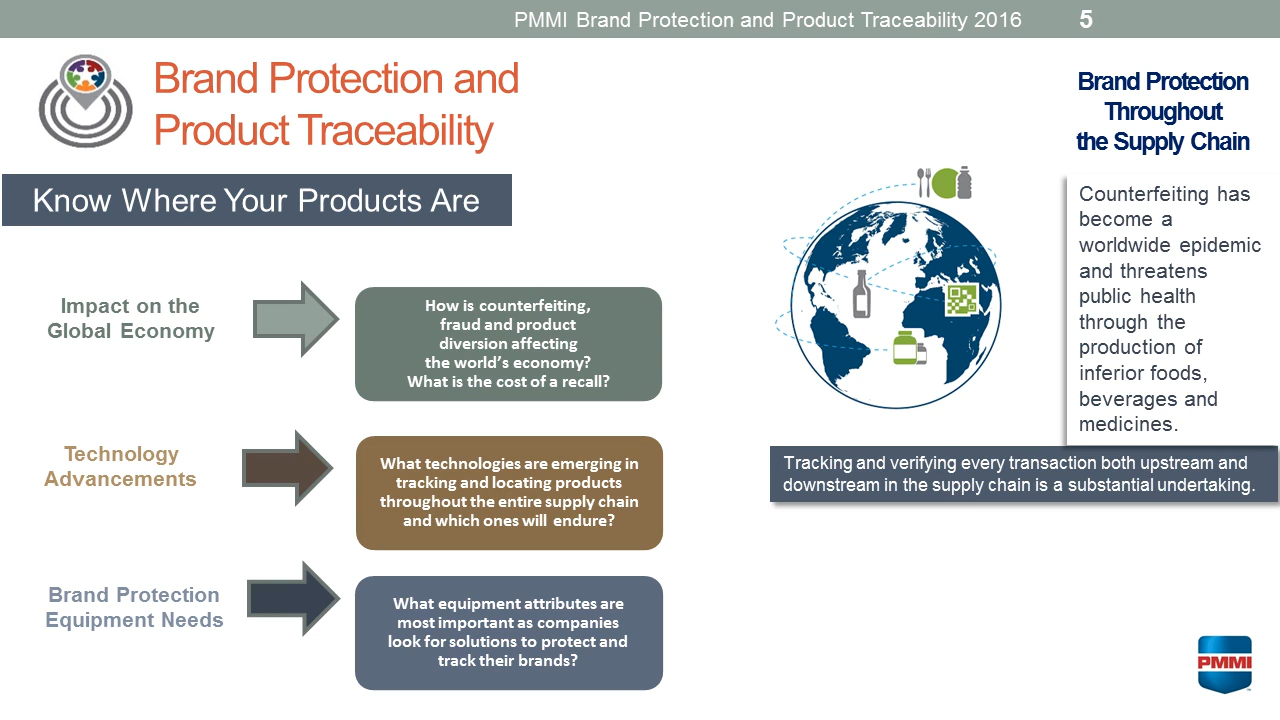 PMMI Brand Protection and Product Traceability 2016
5
Brand Protection and
Product Traceability
Know Where Your Products Are
Impact on the
Global Economy
How is counterfeiting,
fraud and product
diversion affecting
the world's economy?
What is the cost of a recall?
Technology
Advancements
What technologies are emerging in
tracking and locating products
throughout the entire supply chain
and which ones will endure?
Brand Protection
Equipment Needs
What equipment attributes are
most important as companies
look for solutions to protect and
track their brands?
Brand Protection
Throughout
the Supply Chain
Counterfeiting has
become a
worldwide epidemic
and threatens
public health
through the
production of
inferior foods,
beverages and
medicines.
Tracking and verifying every transaction both upstream and
downstream in the supply chain is a substantial undertaking.
PMMI